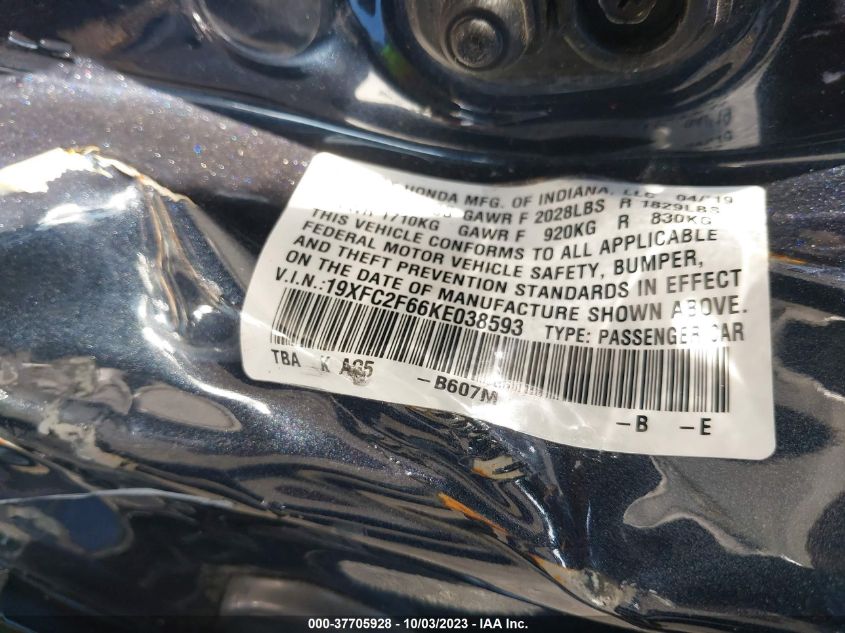 HONDA MFG. OF INDIANA, LLC 04/19
1710KG GAWR F 2028LBS R 1829LBS
GAWR F 920KG R 830KG
THIS VEHICLE CONFORMS TO ALL APPLICABLE
FEDERAL MOTOR VEHICLE SAFETY, BUMPER,
AND THEFT PREVENTION STANDARDS IN EFFECT
ON THE DATE OF MANUFACTURE SHOWN ABOVE.
V.I.N.:19XFC2F66KE038593 TYPE: PASSENGER CAR
TBA K A65 -B607M -B -E
000-37705928 - 10/03/2023 - IAA Inc.